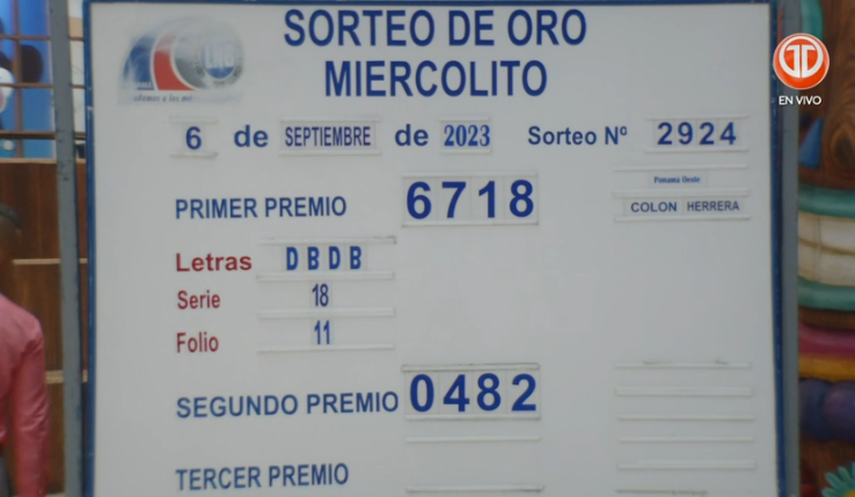 SORTEO DE ORO
MIERCOLITO
6 de SEPTIEMBRE de 2023 Sorteo Nº 2924
PRIMER PREMIO 6718
Panama Oeste
COLON HERRERA
Letras DBDB
Serie 18
Folio 11
SEGUNDO PREMIO 0482
TERCER PREMIO
EN VIVO